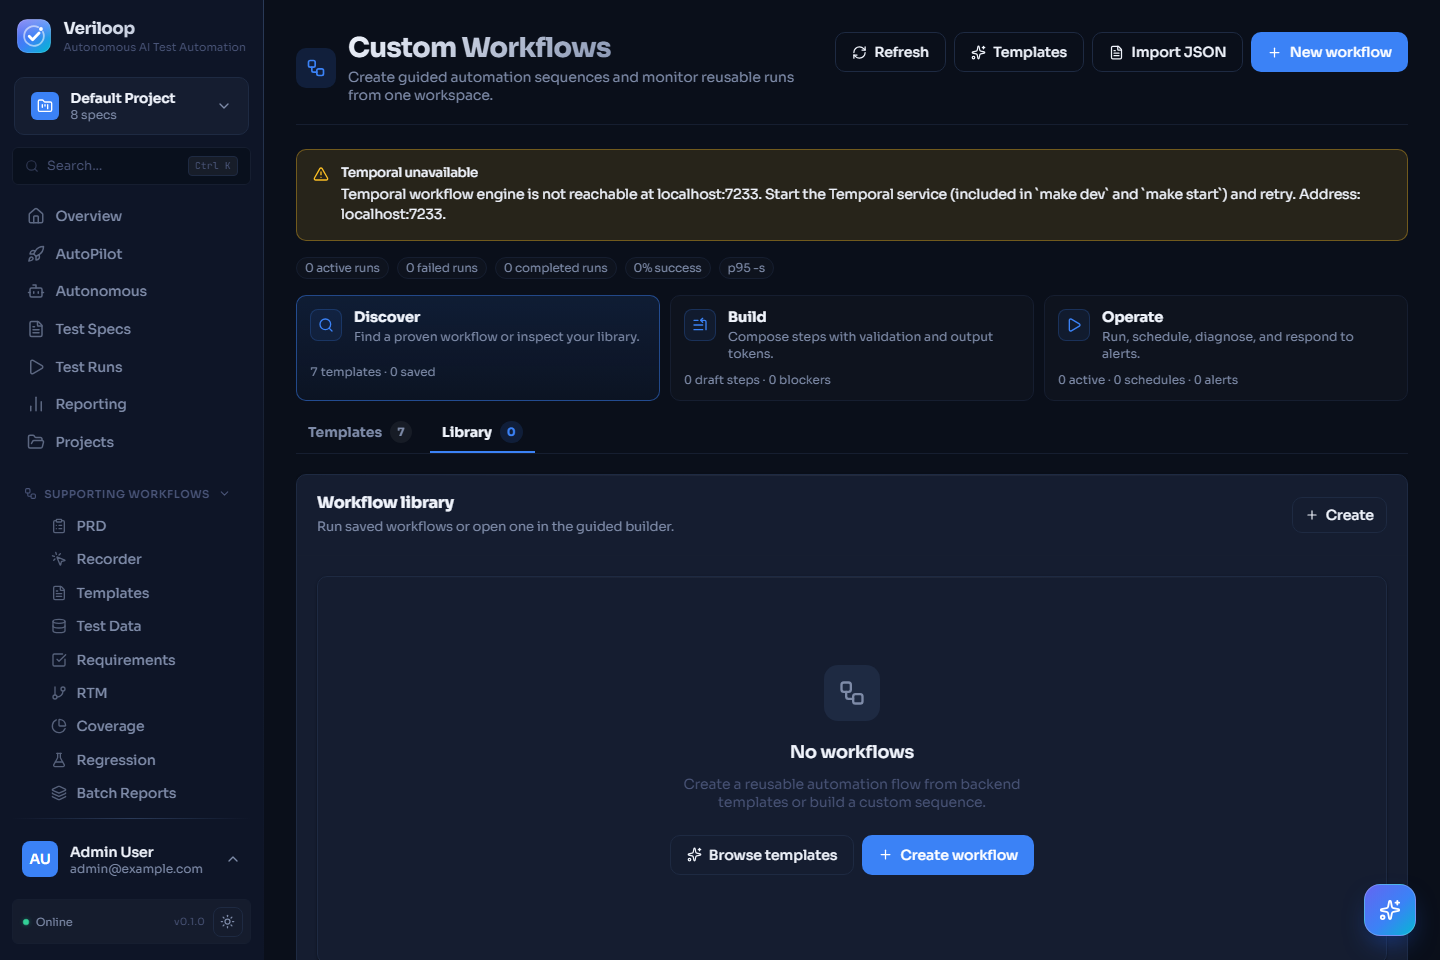 Veriloop
Autonomous AI Test Automation
Default Project
8 specs
Search...
Ctrl K
Overview
AutoPilot
Autonomous
Test Specs
Test Runs
Reporting
Projects
SUPPORTING WORKFLOWS
PRD
Recorder
Templates
Test Data
Requirements
RTM
Coverage
Regression
Batch Reports
AU
Admin User
admin@example.com
Online
v0.1.0
Custom Workflows
Create guided automation sequences and monitor reusable runs
from one workspace.
Refresh
Templates
Import JSON
New workflow
Temporal unavailable
Temporal workflow engine is not reachable at localhost:7233. Start the Temporal service (included in `make dev` and `make start`) and retry. Address:
localhost:7233.
0 active runs
0 failed runs
0 completed runs
0% success
p95 -s
Discover
Find a proven workflow or inspect your library.
7 templates · 0 saved
Build
Compose steps with validation and output
tokens.
0 draft steps · 0 blockers
Operate
Run, schedule, diagnose, and respond to
alerts.
0 active · 0 schedules · 0 alerts
Templates 7
Library 0
Workflow library
Run saved workflows or open one in the guided builder.
Create
No workflows
Create a reusable automation flow from backend
templates or build a custom sequence.
Browse templates
Create workflow